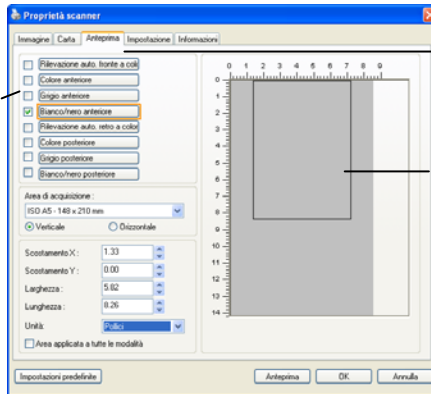 Proprietà scanner
Immagine Carta Anteprima Impostazione Informazioni
Rilevazione auto. fronte a colo
Colore anteriore
Grigio anteriore
Bianco/nero anteriore
Rilevazione auto. retro a color
Colore posteriore
Grigio posteriore
Bianco/nero posteriore
Area di acquisizione :
ISO A5 - 148 x 210 mm
Verticale Orizzontale
Scostamento X : 1.33
Scostamento Y : 0.00
Larghezza : 5.82
Lunghezza : 8.26
Unità: Pollici
Area applicata a tutte le modalità
0 1 2 3 4 5 6 7 8 9
0
1
2
3
4
5
6
7
8
9
10
11
12
13
14
Impostazioni predefinite Anteprima OK Annulla